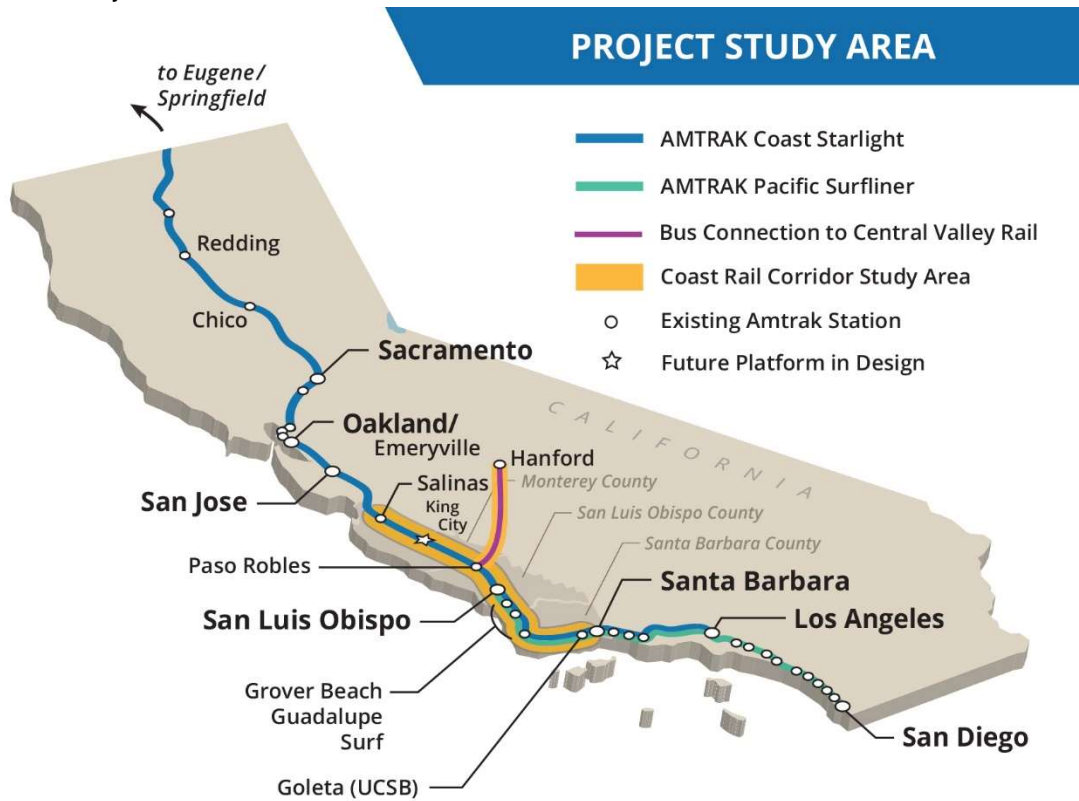 PROJECT STUDY AREA
to Eugene/
Springfield
AMTRAK Coast Starlight
AMTRAK Pacific Surfliner
Bus Connection to Central Valley Rail
Coast Rail Corridor Study Area
Existing Amtrak Station
Future Platform in Design
Redding
Chico
Sacramento
CALIFORNIA
Oakland/
Emeryville
Hanford
San Jose
Salinas
Monterey County
King
City
San Luis Obispo County
Santa Barbara County
Paso Robles
Santa Barbara
San Luis Obispo
Los Angeles
Grover Beach
Guadalupe
Surf
San Diego
Goleta (UCSB)